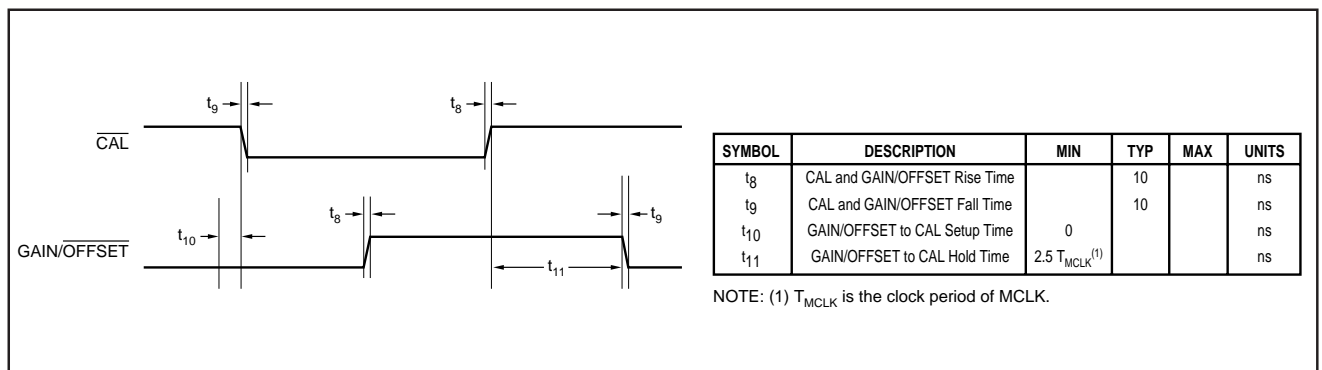 t9
t8
CAL
t8
t9
t10
GAIN/OFFSET
t11
SYMBOL DESCRIPTION MIN TYP MAX UNITS
t8 CAL and GAIN/OFFSET Rise Time 10 ns
t9 CAL and GAIN/OFFSET Fall Time 10 ns
t10 GAIN/OFFSET to CAL Setup Time 0 ns
t11 GAIN/OFFSET to CAL Hold Time 2.5 TMCLK(1) ns
NOTE: (1) TMCLK is the clock period of MCLK.